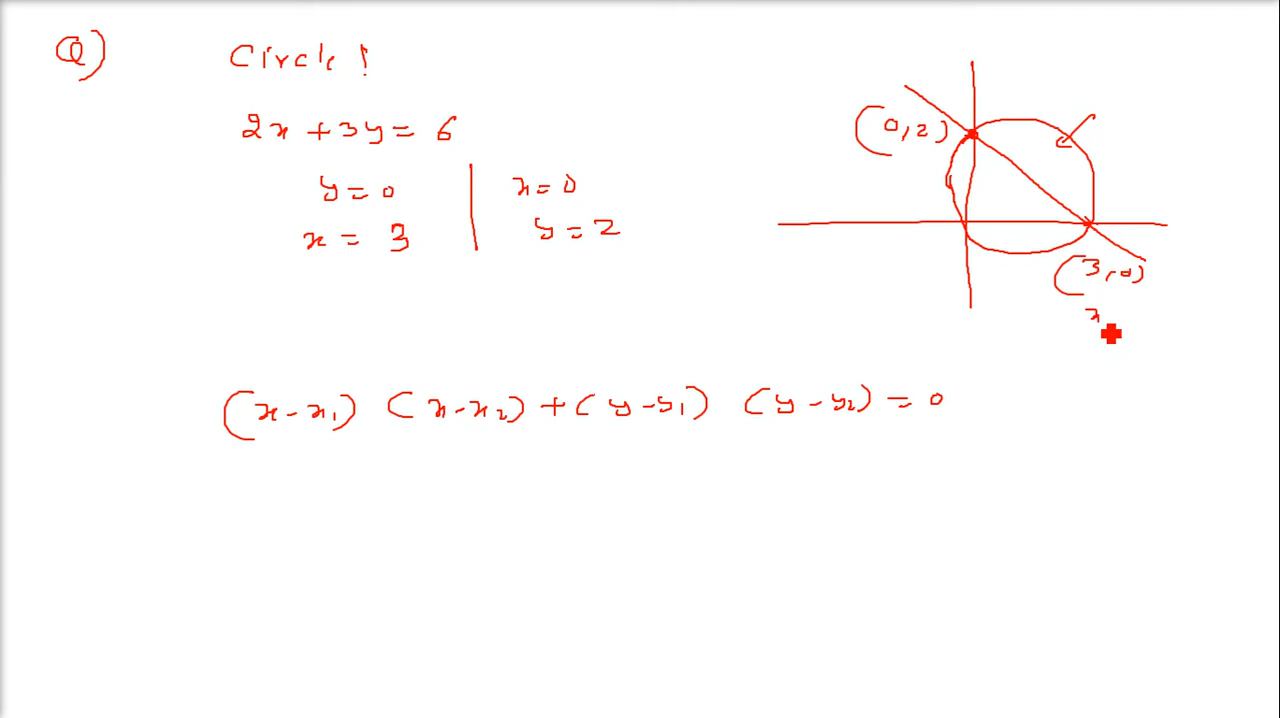 Q) Circle !
2x + 3y = 6
y = 0 | x = 0
x = 3 | y = 2
(0,2)
(3,0)
x
(x - x₁) (x - x₂) + (y - y₁) (y - y₂) = 0